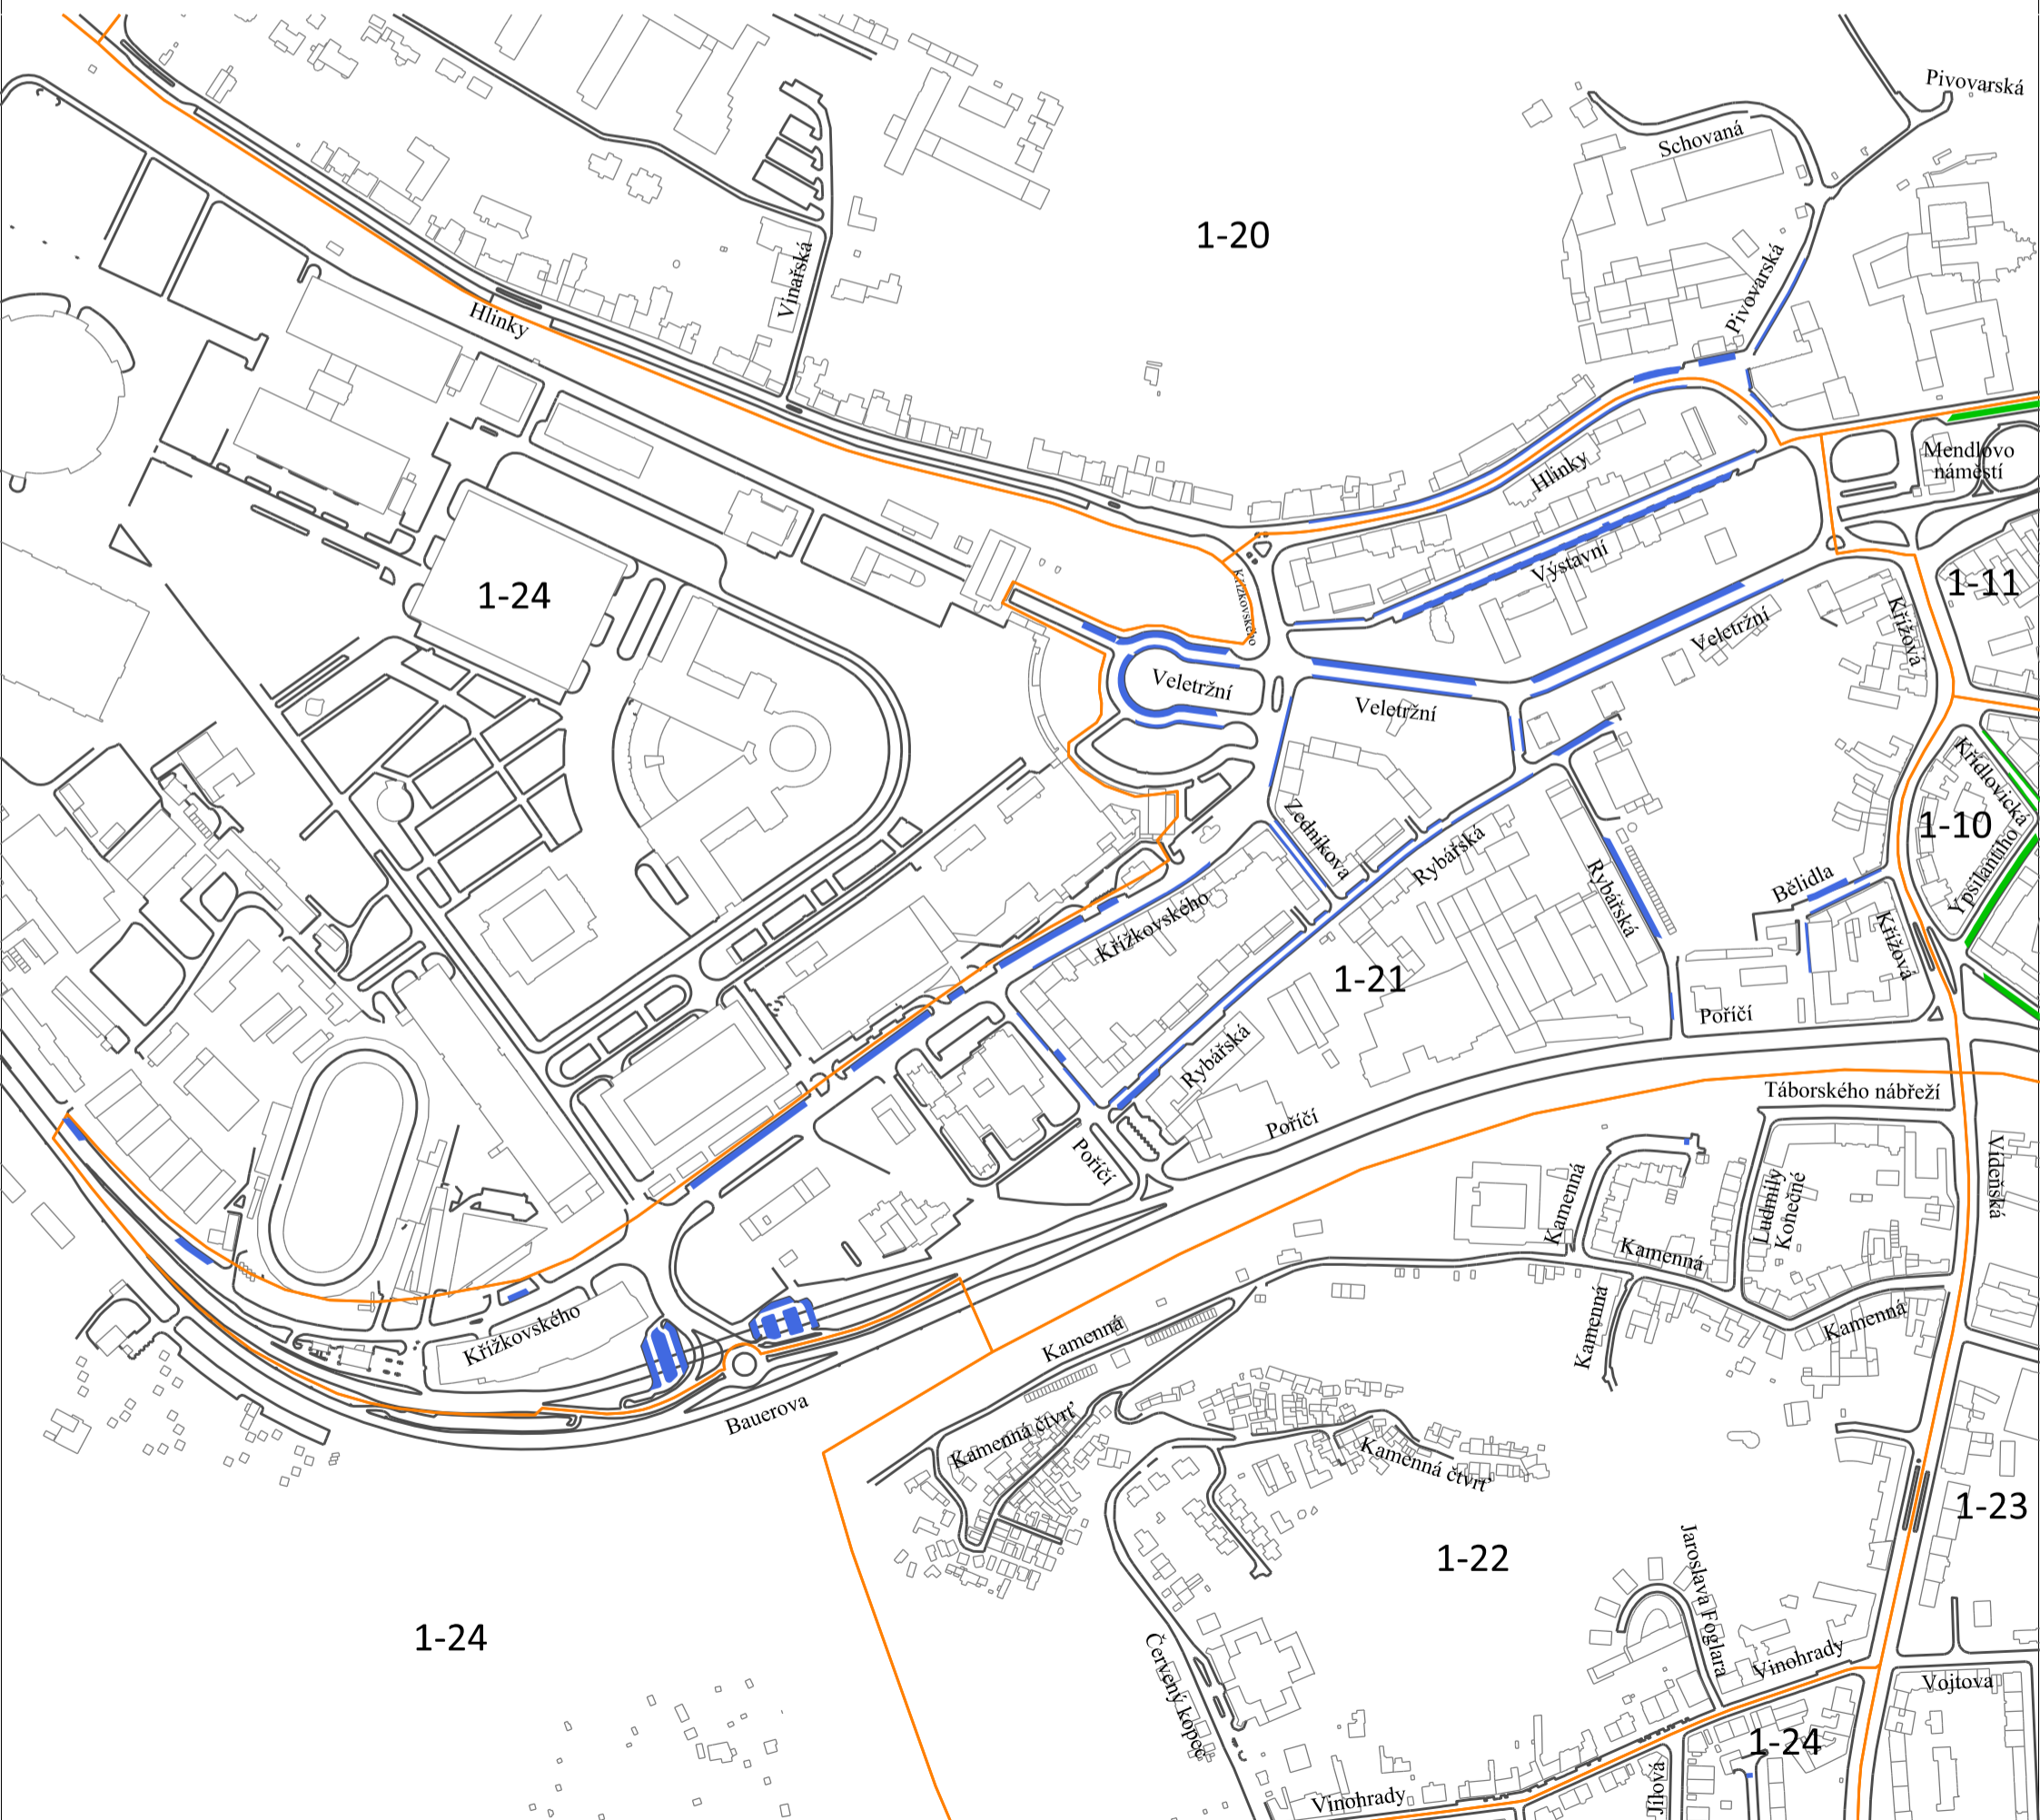 Pivovarská
Schovaná
1-20
Vinařská
Pivovarská
Hlinky
Mendlovo
náměstí
Hlinky
Výstavní
1-11
1-24
Křížkovského
Veletržní
Křížová
Veletržní
Veletržní
Křídlovická
1-10
Zedníkova
Rybářská
Ypsilantiho
Bělidla
Rybářská
Křížkovského
Křížová
1-21
Poříčí
Rybářská
Táborského nábřeží
Poříčí
Poříčí
Vídeňská
Kamenná
Ludmily
Konečné
Kamenná
Křížkovského
Kamenná
Kamenná
Kamenná
Bauerova
Kamenná čtvrť
Kamenná čtvrť
1-23
1-22
Jaroslava Foglara
1-24
Červený kopec
Vinohrady
Vojtova
1-24
Jílová
Vinohrady